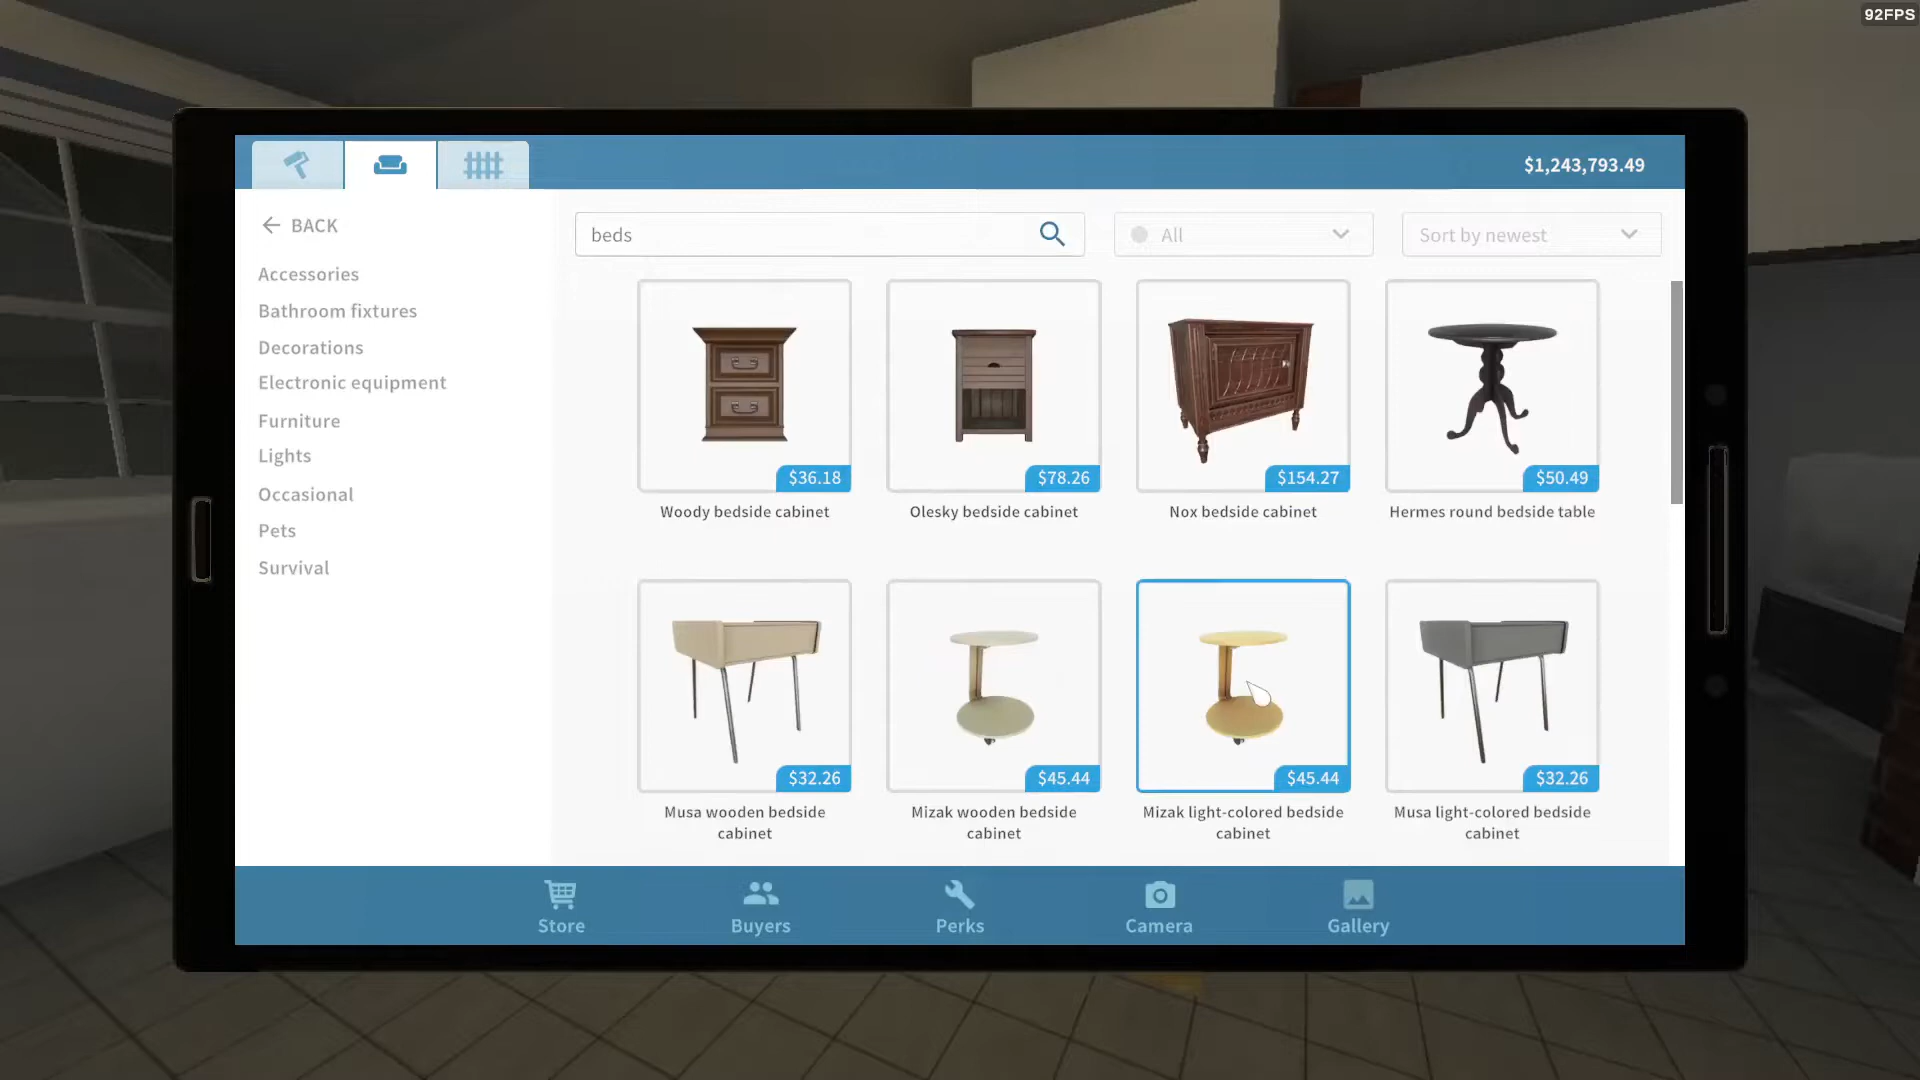 92FPS
$1,243,793.49
BACK
beds
All
Sort by newest
Accessories
Bathroom fixtures
Decorations
Electronic equipment
Furniture
Lights
Occasional
Pets
Survival
$36.18
$78.26
$154.27
$50.49
Woody bedside cabinet
Olesky bedside cabinet
Nox bedside cabinet
Hermes round bedside table
$32.26
$45.44
$45.44
$32.26
Musa wooden bedside
cabinet
Mizak wooden bedside
cabinet
Mizak light-colored bedside
cabinet
Musa light-colored bedside
cabinet
Store
Buyers
Perks
Camera
Gallery